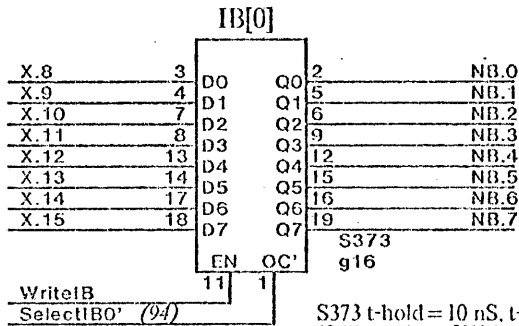 IB[0]
X.8 3 D0 Q0 2 NB.0
X.9 4 D1 Q1 5 NB.1
X.10 7 D2 Q2 6 NB.2
X.11 8 D3 Q3 9 NB.3
X.12 13 D4 Q4 12 NB.4
X.13 14 D5 Q5 15 NB.5
X.14 17 D6 Q6 16 NB.6
X.15 18 D7 Q7 19 NB.7
S373
g16
EN OC'
11 1
WriteIB
SelectIB0' (94)
S373 t-hold = 10 nS, t-